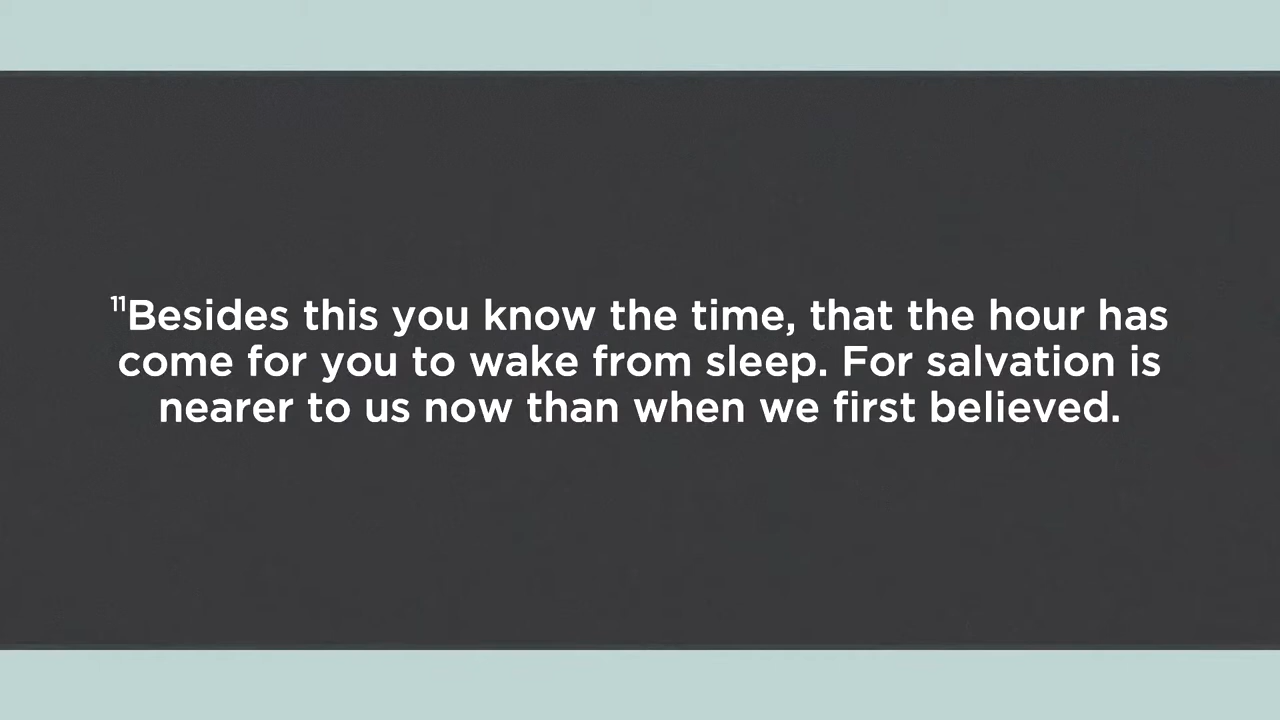 ¹¹Besides this you know the time, that the hour has
come for you to wake from sleep. For salvation is
nearer to us now than when we first believed.